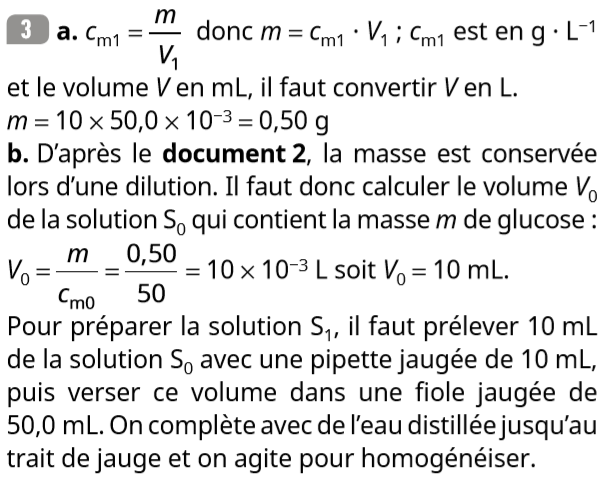 3 a. cₘ₁ = m/V₁ donc m = cₘ₁ · V₁ ; cₘ₁ est en g · L⁻¹
et le volume V en mL, il faut convertir V en L.
m = 10 × 50,0 × 10⁻³ = 0,50 g
b. D'après le document 2, la masse est conservée
lors d'une dilution. Il faut donc calculer le volume V₀
de la solution S₀ qui contient la masse m de glucose :
V₀ = m/cₘ₀ = 0,50/50 = 10 × 10⁻³ L soit V₀ = 10 mL.
Pour préparer la solution S₁, il faut prélever 10 mL
de la solution S₀ avec une pipette jaugée de 10 mL,
puis verser ce volume dans une fiole jaugée de
50,0 mL. On complète avec de l'eau distillée jusqu'au
trait de jauge et on agite pour homogénéiser.